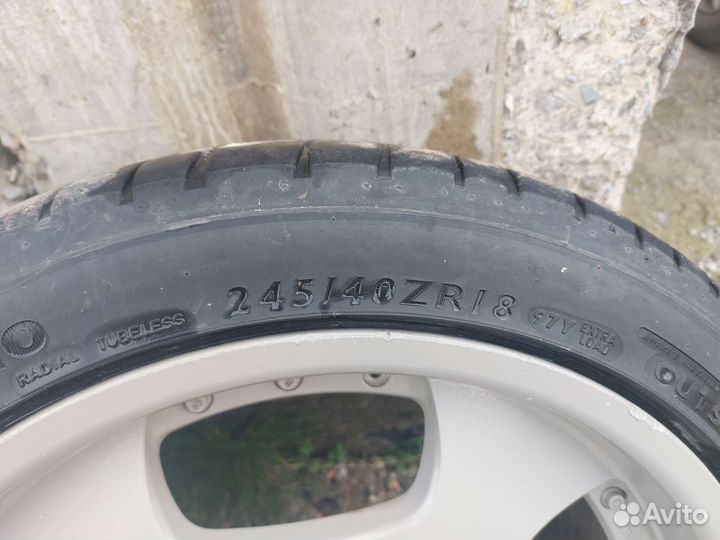 RADIAL TUBELESS 245/40ZR18 97Y EXTRA LOAD
Avito